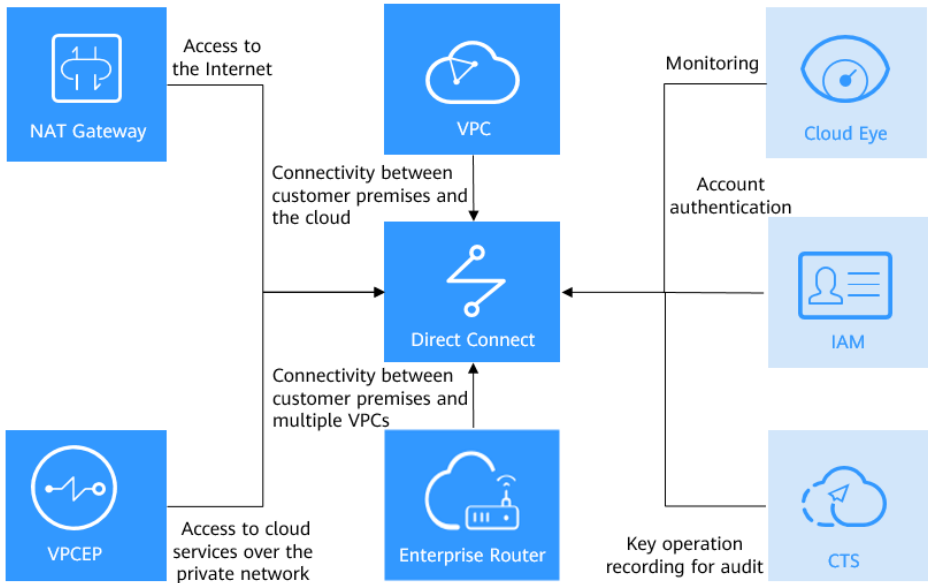 Access to
the Internet
NAT Gateway
VPC
Monitoring
Cloud Eye
Connectivity between
customer premises and
the cloud
Account
authentication
Direct Connect
IAM
Connectivity between
customer premises and
multiple VPCs
VPCEP
Access to cloud
services over the
private network
Enterprise Router
Key operation
recording for audit
CTS